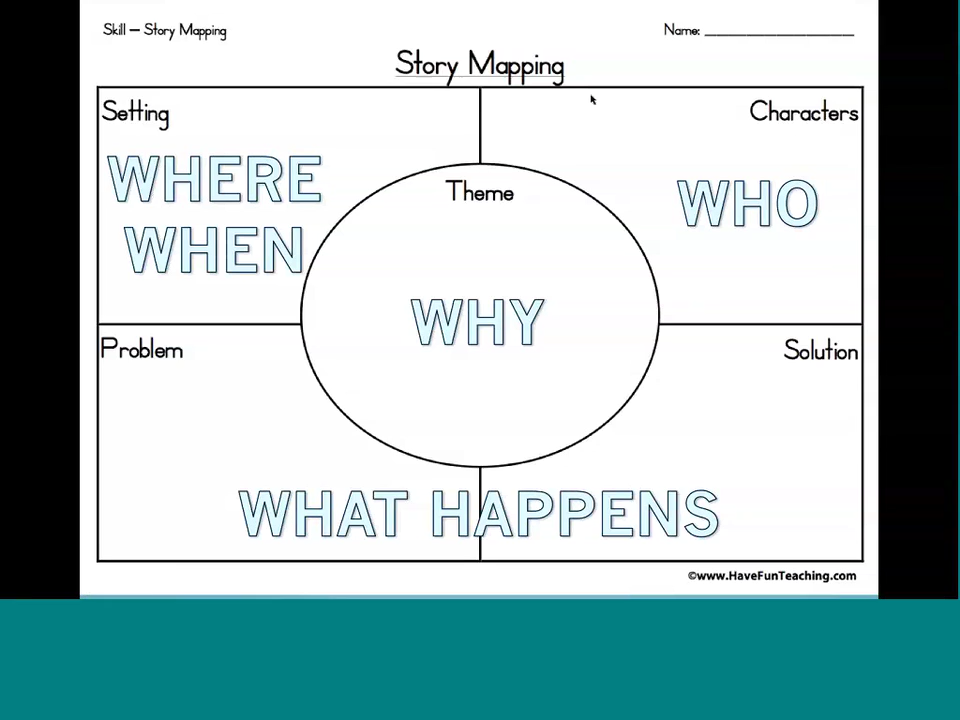 Skill – Story Mapping
Name: ____________________
Story Mapping
Setting
Characters
WHERE
WHEN
WHO
Theme
WHY
Problem
Solution
WHAT HAPPENS
©www.HaveFunTeaching.com